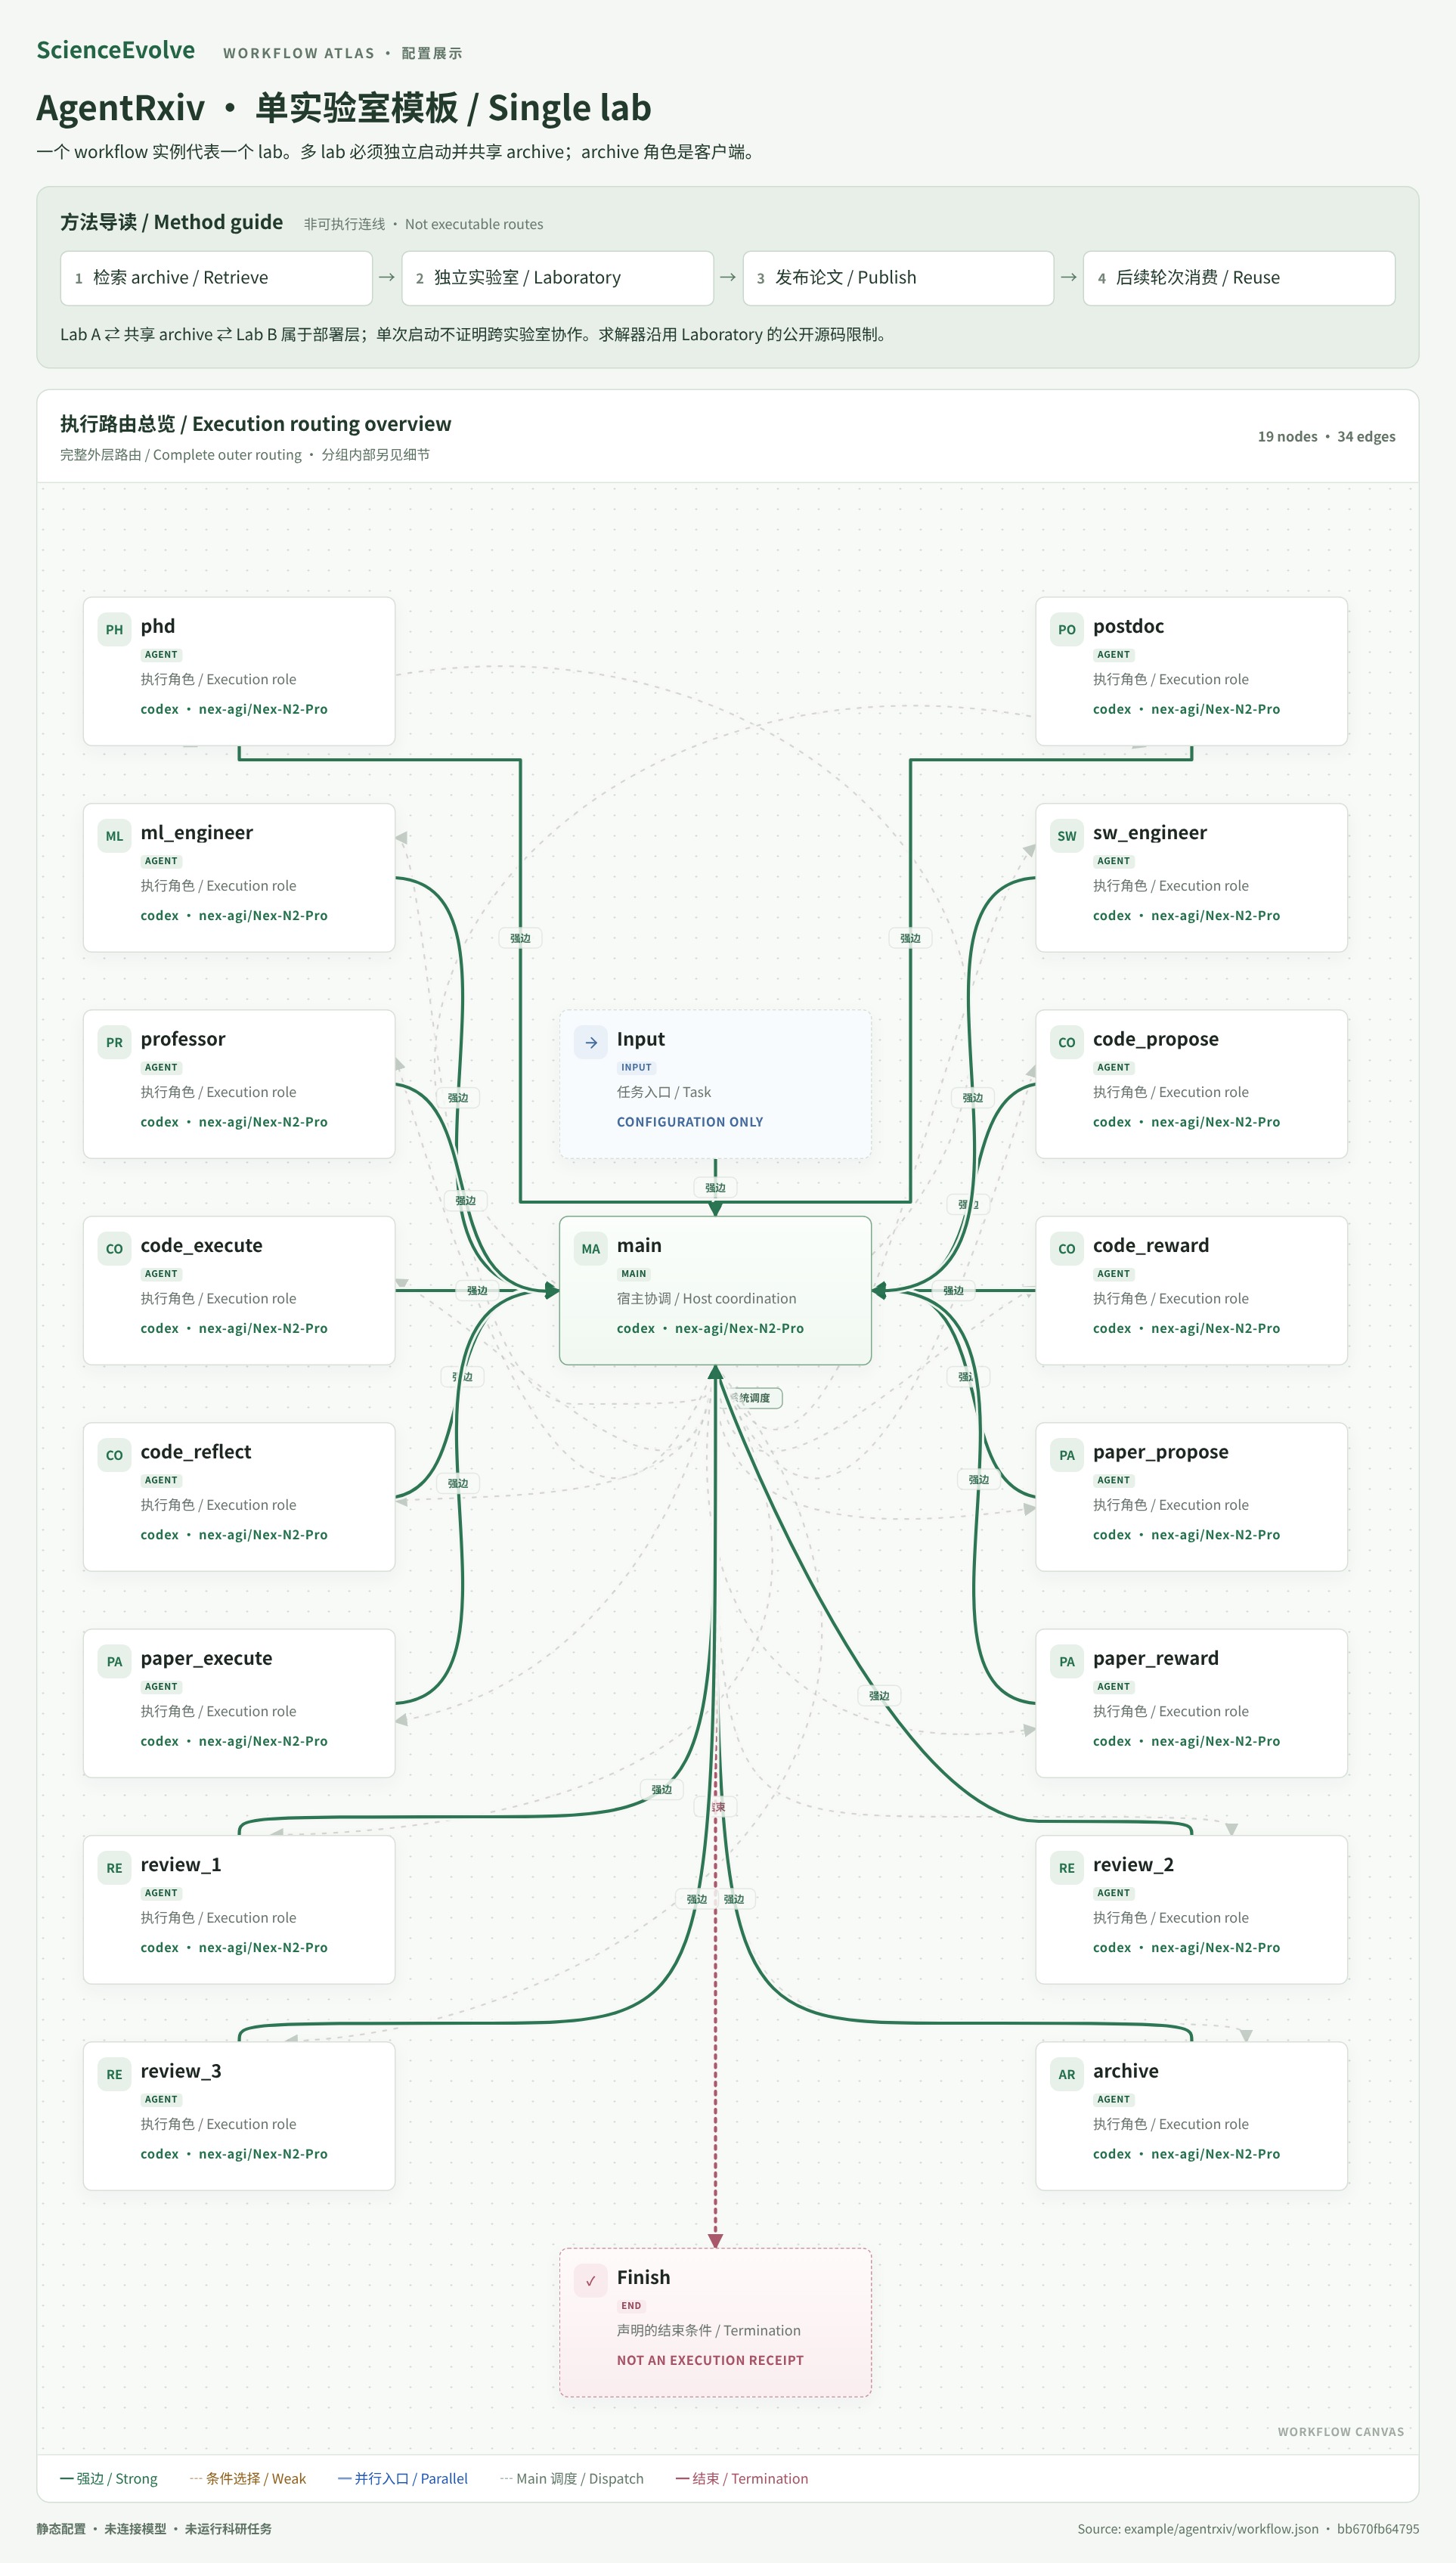 ScienceEvolve WORKFLOW ATLAS • 配置展示
AgentRxiv • 单实验室模板 / Single lab
一个 workflow 实例代表一个 lab。多 lab 必须独立启动并共享 archive；archive 角色是客户端。
方法导读 / Method guide 非可执行连线 • Not executable routes
1 检索 archive / Retrieve → 2 独立实验室 / Laboratory → 3 发布论文 / Publish → 4 后续轮次消费 / Reuse
Lab A ⇄ 共享 archive ⇄ Lab B 属于部署层；单次启动不证明跨实验室协作。求解器沿用 Laboratory 的公开源码限制。
执行路由总览 / Execution routing overview
完整外层路由 / Complete outer routing • 分组内部另见细节
19 nodes • 34 edges
PH phd
AGENT
执行角色 / Execution role
codex • nex-agi/Nex-N2-Pro
PO postdoc
AGENT
执行角色 / Execution role
codex • nex-agi/Nex-N2-Pro
ML ml_engineer
AGENT
执行角色 / Execution role
codex • nex-agi/Nex-N2-Pro
SW sw_engineer
AGENT
执行角色 / Execution role
codex • nex-agi/Nex-N2-Pro
强边
强边
PR professor
AGENT
执行角色 / Execution role
codex • nex-agi/Nex-N2-Pro
强边
→ Input
INPUT
任务入口 / Task
CONFIGURATION ONLY
强边
CO code_propose
AGENT
执行角色 / Execution role
codex • nex-agi/Nex-N2-Pro
强边
强边
CO code_execute
AGENT
执行角色 / Execution role
codex • nex-agi/Nex-N2-Pro
强边
MA main
MAIN
宿主协调 / Host coordination
codex • nex-agi/Nex-N2-Pro
强边
CO code_reward
AGENT
执行角色 / Execution role
codex • nex-agi/Nex-N2-Pro
统调度
CO code_reflect
AGENT
执行角色 / Execution role
codex • nex-agi/Nex-N2-Pro
强边
强边
PA paper_propose
AGENT
执行角色 / Execution role
codex • nex-agi/Nex-N2-Pro
PA paper_execute
AGENT
执行角色 / Execution role
codex • nex-agi/Nex-N2-Pro
强边
PA paper_reward
AGENT
执行角色 / Execution role
codex • nex-agi/Nex-N2-Pro
强边
RE review_1
AGENT
执行角色 / Execution role
codex • nex-agi/Nex-N2-Pro
强边
强边
RE review_2
AGENT
执行角色 / Execution role
codex • nex-agi/Nex-N2-Pro
RE review_3
AGENT
执行角色 / Execution role
codex • nex-agi/Nex-N2-Pro
AR archive
AGENT
执行角色 / Execution role
codex • nex-agi/Nex-N2-Pro
✓ Finish
END
声明的结束条件 / Termination
NOT AN EXECUTION RECEIPT
WORKFLOW CANVAS
强边 / Strong 条件选择 / Weak 并行入口 / Parallel Main 调度 / Dispatch 结束 / Termination
静态配置 • 未连接模型 • 未运行科研任务
Source: example/agentrxiv/workflow.json • bb670fb64795